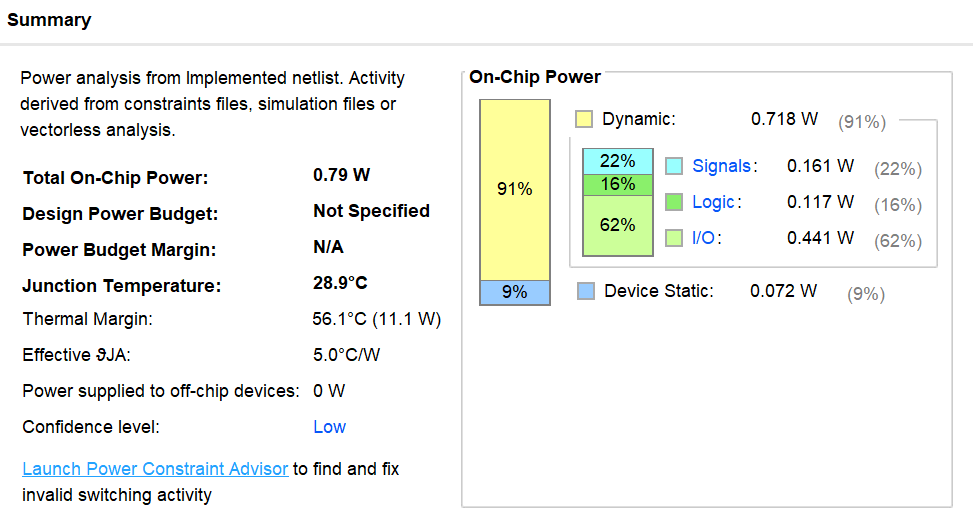 Summary
Power analysis from Implemented netlist. Activity
derived from constraints files, simulation files or
vectorless analysis.
Total On-Chip Power: 0.79 W
Design Power Budget: Not Specified
Power Budget Margin: N/A
Junction Temperature: 28.9°C
Thermal Margin: 56.1°C (11.1 W)
Effective ϑJA: 5.0°C/W
Power supplied to off-chip devices: 0 W
Confidence level: Low
Launch Power Constraint Advisor to find and fix
invalid switching activity
On-Chip Power
91%
9%
Dynamic: 0.718 W (91%)
22% Signals: 0.161 W (22%)
16% Logic: 0.117 W (16%)
62% I/O: 0.441 W (62%)
Device Static: 0.072 W (9%)